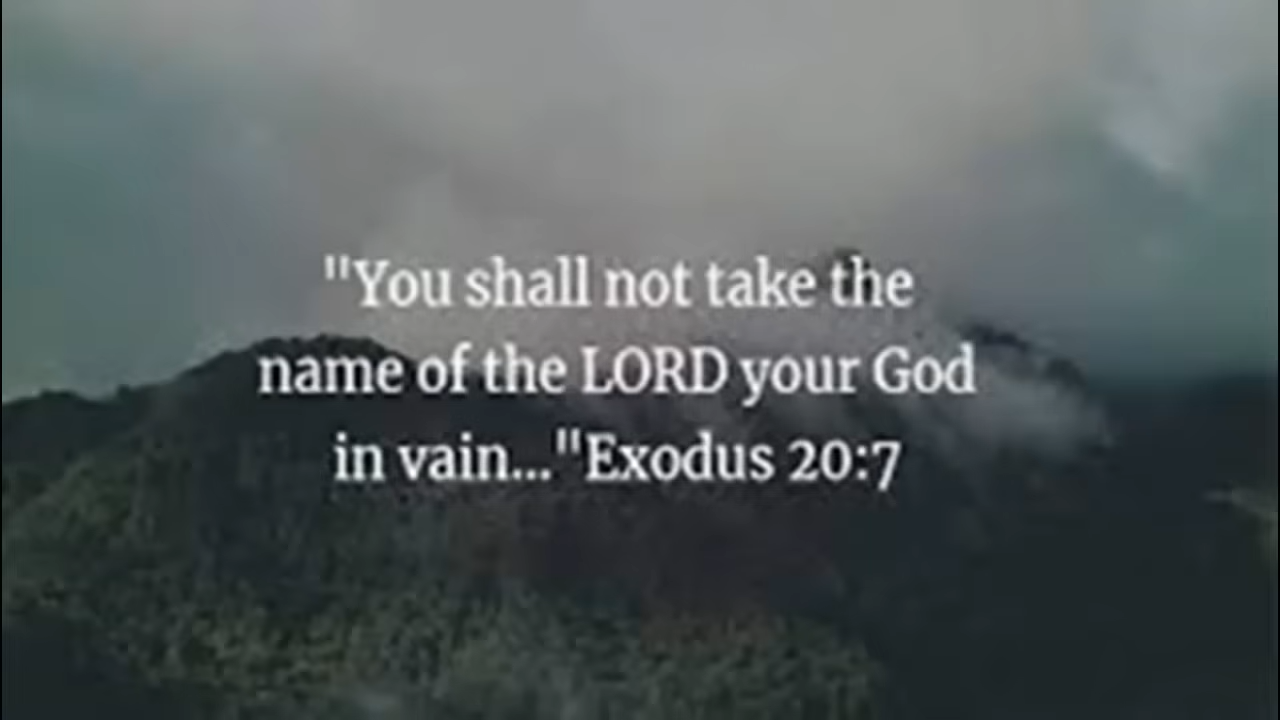 "You shall not take the
name of the LORD your God
in vain..."Exodus 20:7